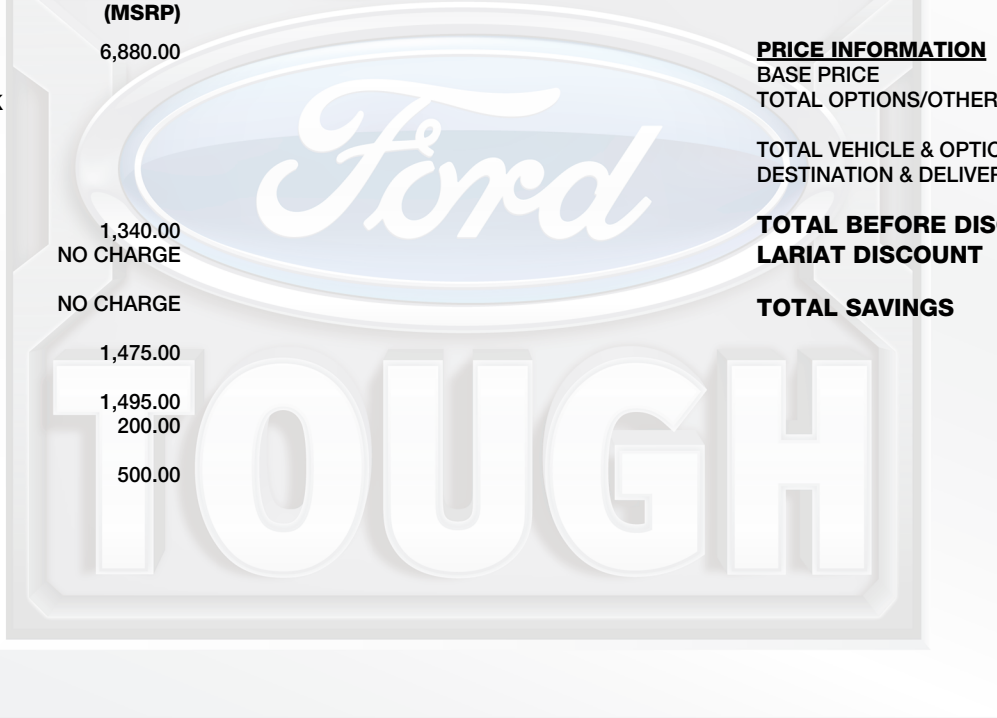 (MSRP)
6,880.00
1,340.00
NO CHARGE
NO CHARGE
1,475.00
1,495.00
200.00
500.00
Ford
TOUGH
PRICE INFORMATION
BASE PRICE
TOTAL OPTIONS/OTHER
TOTAL VEHICLE & OPTIO
DESTINATION & DELIVER
TOTAL BEFORE DISC
LARIAT DISCOUNT
TOTAL SAVINGS